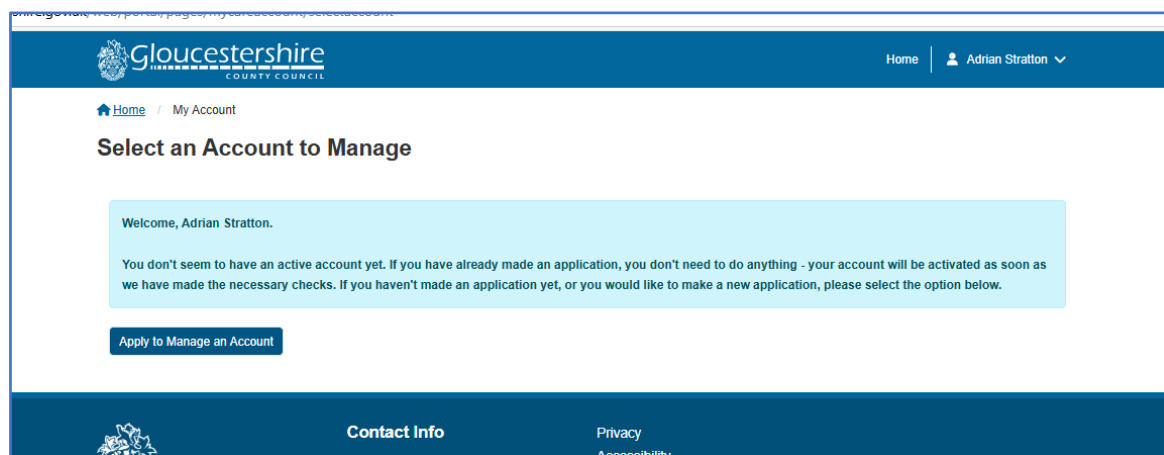 Gloucestershire
COUNTY COUNCIL
Home
Adrian Stratton
Home / My Account
Select an Account to Manage
Welcome, Adrian Stratton.
You don't seem to have an active account yet. If you have already made an application, you don't need to do anything - your account will be activated as soon as
we have made the necessary checks. If you haven't made an application yet, or you would like to make a new application, please select the option below.
Apply to Manage an Account
Contact Info
Privacy
Accessibility